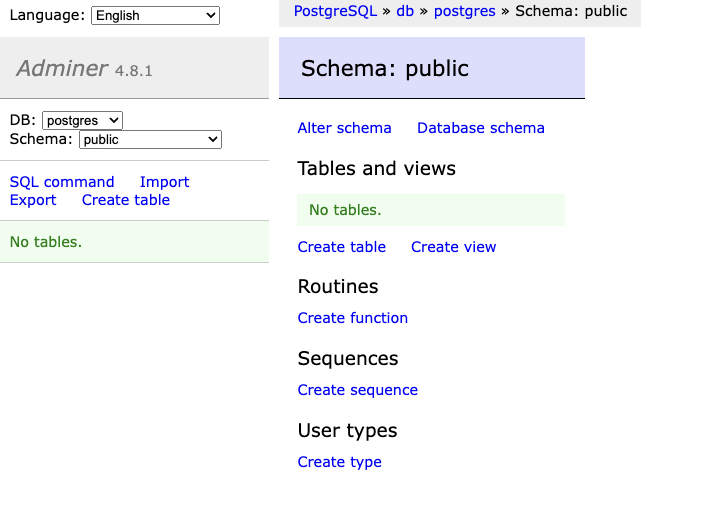 Language: English
Adminer 4.8.1
DB: postgres
Schema: public
SQL command Import
Export Create table
No tables.
PostgreSQL » db » postgres » Schema: public
Schema: public
Alter schema Database schema
Tables and views
No tables.
Create table Create view
Routines
Create function
Sequences
Create sequence
User types
Create type